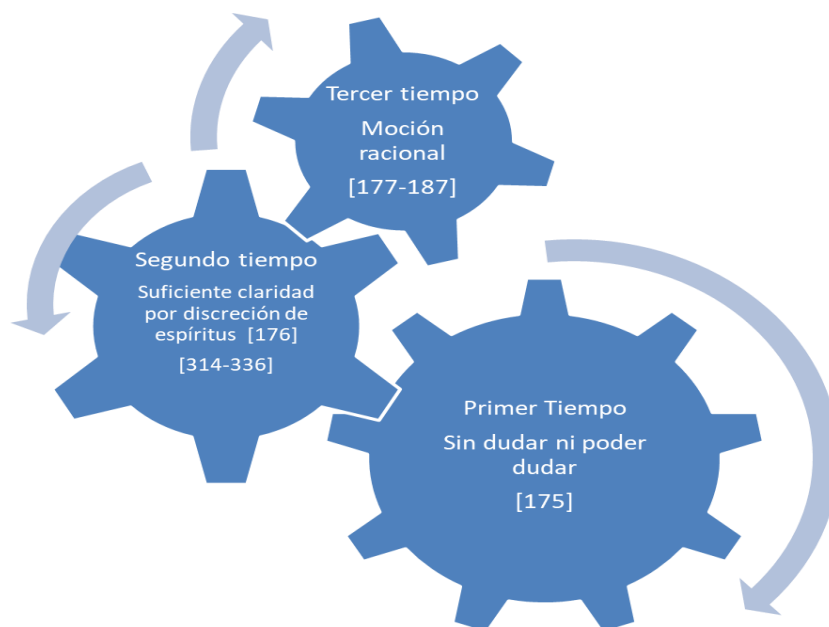 Tercer tiempo
Moción
racional
[177-187]
Segundo tiempo
Suficiente claridad
por discreción de
espíritus [176]
[314-336]
Primer Tiempo
Sin dudar ni poder
dudar
[175]